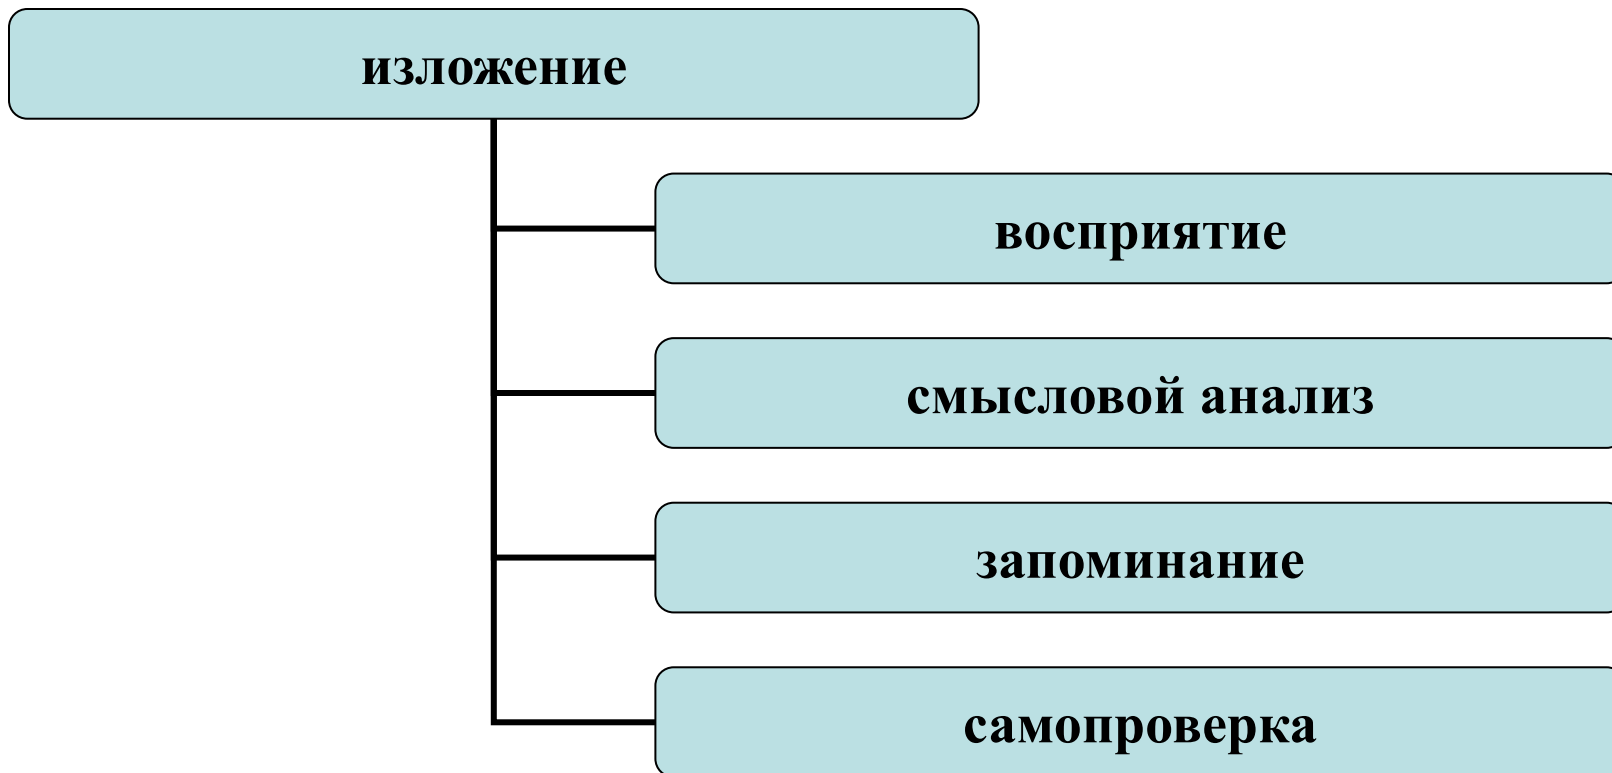 изложение
восприятие
смысловой анализ
запоминание
самопроверка